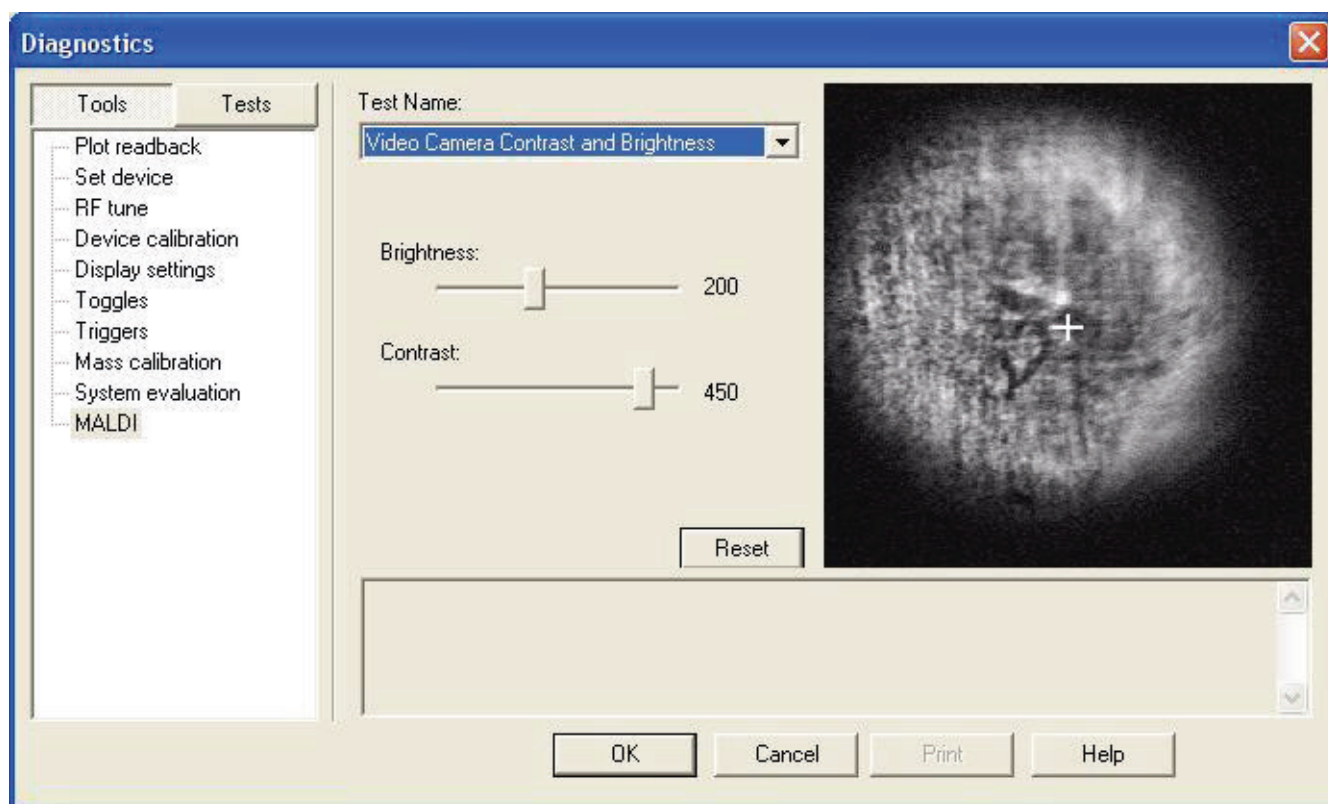 Diagnostics
Tools
Tests
Plot readback
Set device
RF tune
Device calibration
Display settings
Toggles
Triggers
Mass calibration
System evaluation
MALDI
Test Name:
Video Camera Contrast and Brightness
Brightness:
200
Contrast:
450
Reset
OK
Cancel
Print
Help